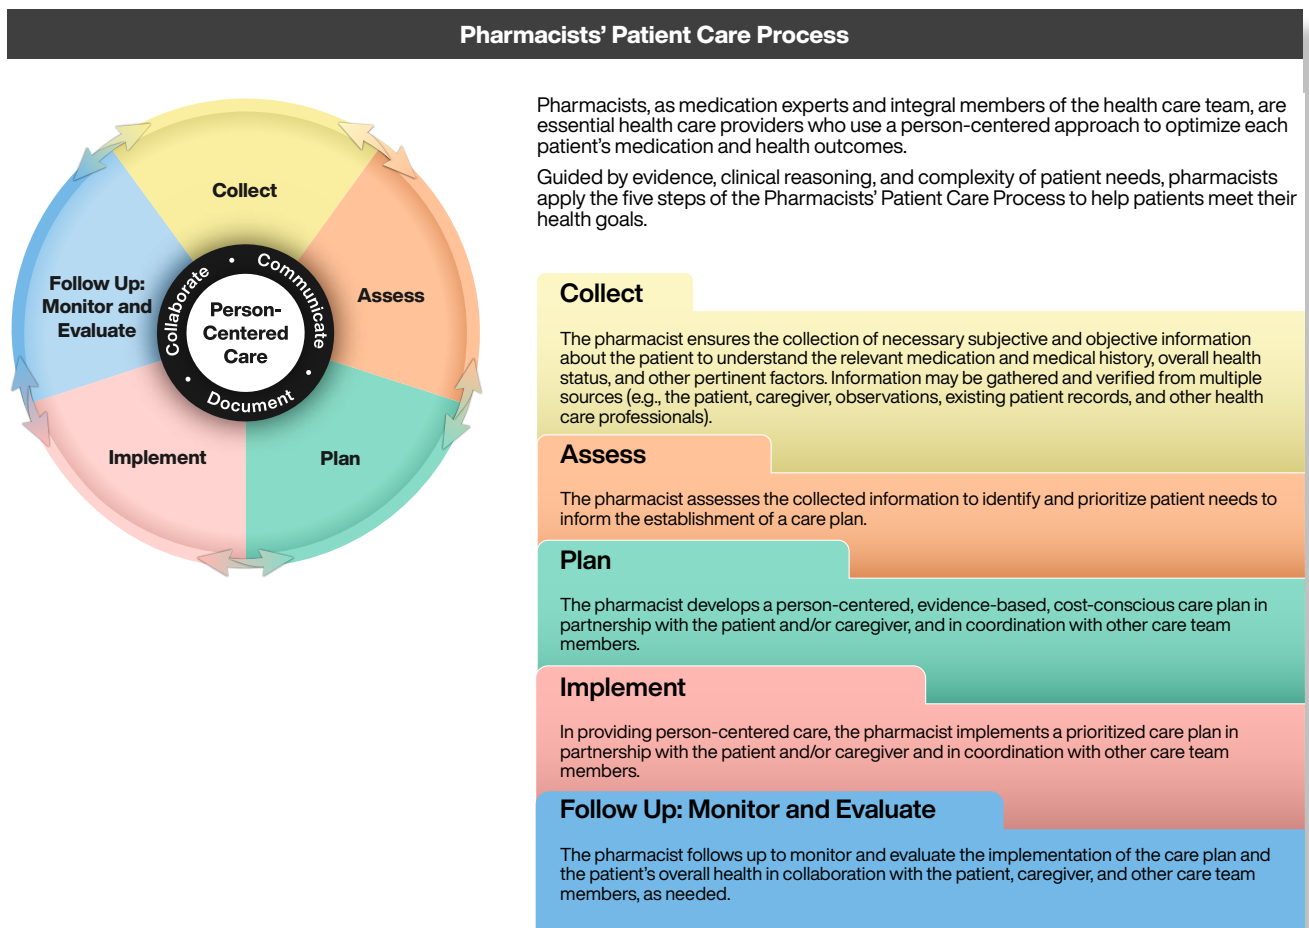 Pharmacists’ Patient Care Process
Collect
Assess
Plan
Implement
Follow Up:
Monitor and
Evaluate
Collaborate • Communicate • Document •
Person-
Centered
Care
Pharmacists, as medication experts and integral members of the health care team, are
essential health care providers who use a person-centered approach to optimize each
patient’s medication and health outcomes.
Guided by evidence, clinical reasoning, and complexity of patient needs, pharmacists
apply the five steps of the Pharmacists’ Patient Care Process to help patients meet their
health goals.
Collect
The pharmacist ensures the collection of necessary subjective and objective information
about the patient to understand the relevant medication and medical history, overall health
status, and other pertinent factors. Information may be gathered and verified from multiple
sources (e.g., the patient, caregiver, observations, existing patient records, and other health
care professionals).
Assess
The pharmacist assesses the collected information to identify and prioritize patient needs to
inform the establishment of a care plan.
Plan
The pharmacist develops a person-centered, evidence-based, cost-conscious care plan in
partnership with the patient and/or caregiver, and in coordination with other care team
members.
Implement
In providing person-centered care, the pharmacist implements a prioritized care plan in
partnership with the patient and/or caregiver and in coordination with other care team
members.
Follow Up: Monitor and Evaluate
The pharmacist follows up to monitor and evaluate the implementation of the care plan and
the patient’s overall health in collaboration with the patient, caregiver, and other care team
members, as needed.